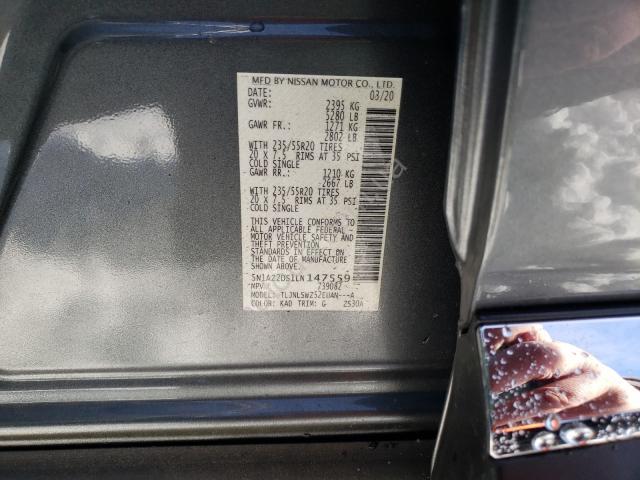 MFD BY NISSAN MOTOR CO., LTD.
DATE: 03/20
GVWR: 2395 KG
5280 LB
GAWR FR.: 1271 KG
2802 LB
WITH 235/55R20 TIRES
20 X 7.5 RIMS AT 35 PSI
COLD SINGLE
GAWR RR.: 1210 KG
2667 LB
WITH 235/55R20 TIRES
20 X 7.5 RIMS AT 35 PSI
COLD SINGLE
THIS VEHICLE CONFORMS TO
ALL APPLICABLE FEDERAL
MOTOR VEHICLE SAFETY AND
THEFT PREVENTION
STANDARDS IN EFFECT ON
THE DATE OF MANUFACTURE
SHOWN ABOVE.
5N1AZ2DS1LN147559
MPV 739082
MODEL: TLJNLSWZ52EUAN---A
COLOR: KAD TRIM: G 2S30A